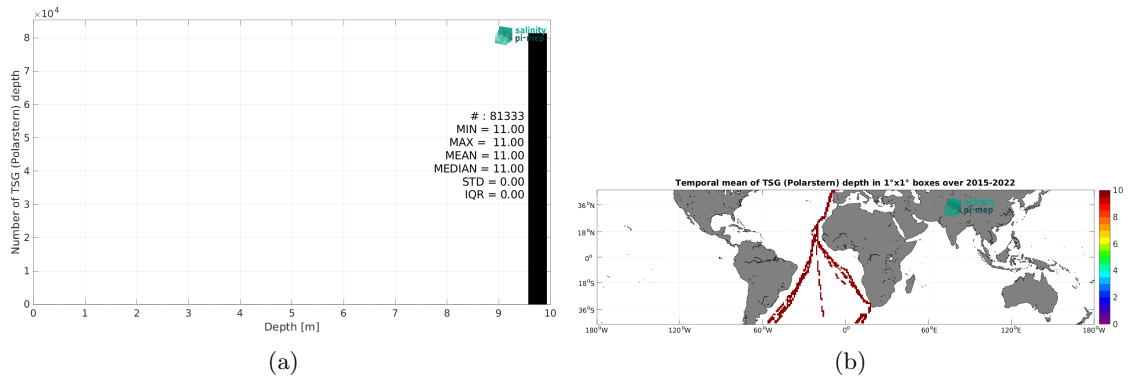 ×10⁴
8
7
6
5
4
3
2
1
0
Number of TSG (Polarstern) depth
salinity
pi-mep
# : 81333
MIN = 11.00
MAX = 11.00
MEAN = 11.00
MEDIAN = 11.00
STD = 0.00
IQR = 0.00
0 1 2 3 4 5 6 7 8 9 10
Depth [m]
(a)
Temporal mean of TSG (Polarstern) depth in 1°x1° boxes over 2015-2022
salinity
pi-mep
36°N
18°N
0°
18°S
36°S
180°W 120°W 60°W 0° 60°E 120°E 180°W
10
8
6
4
2
0
(b)